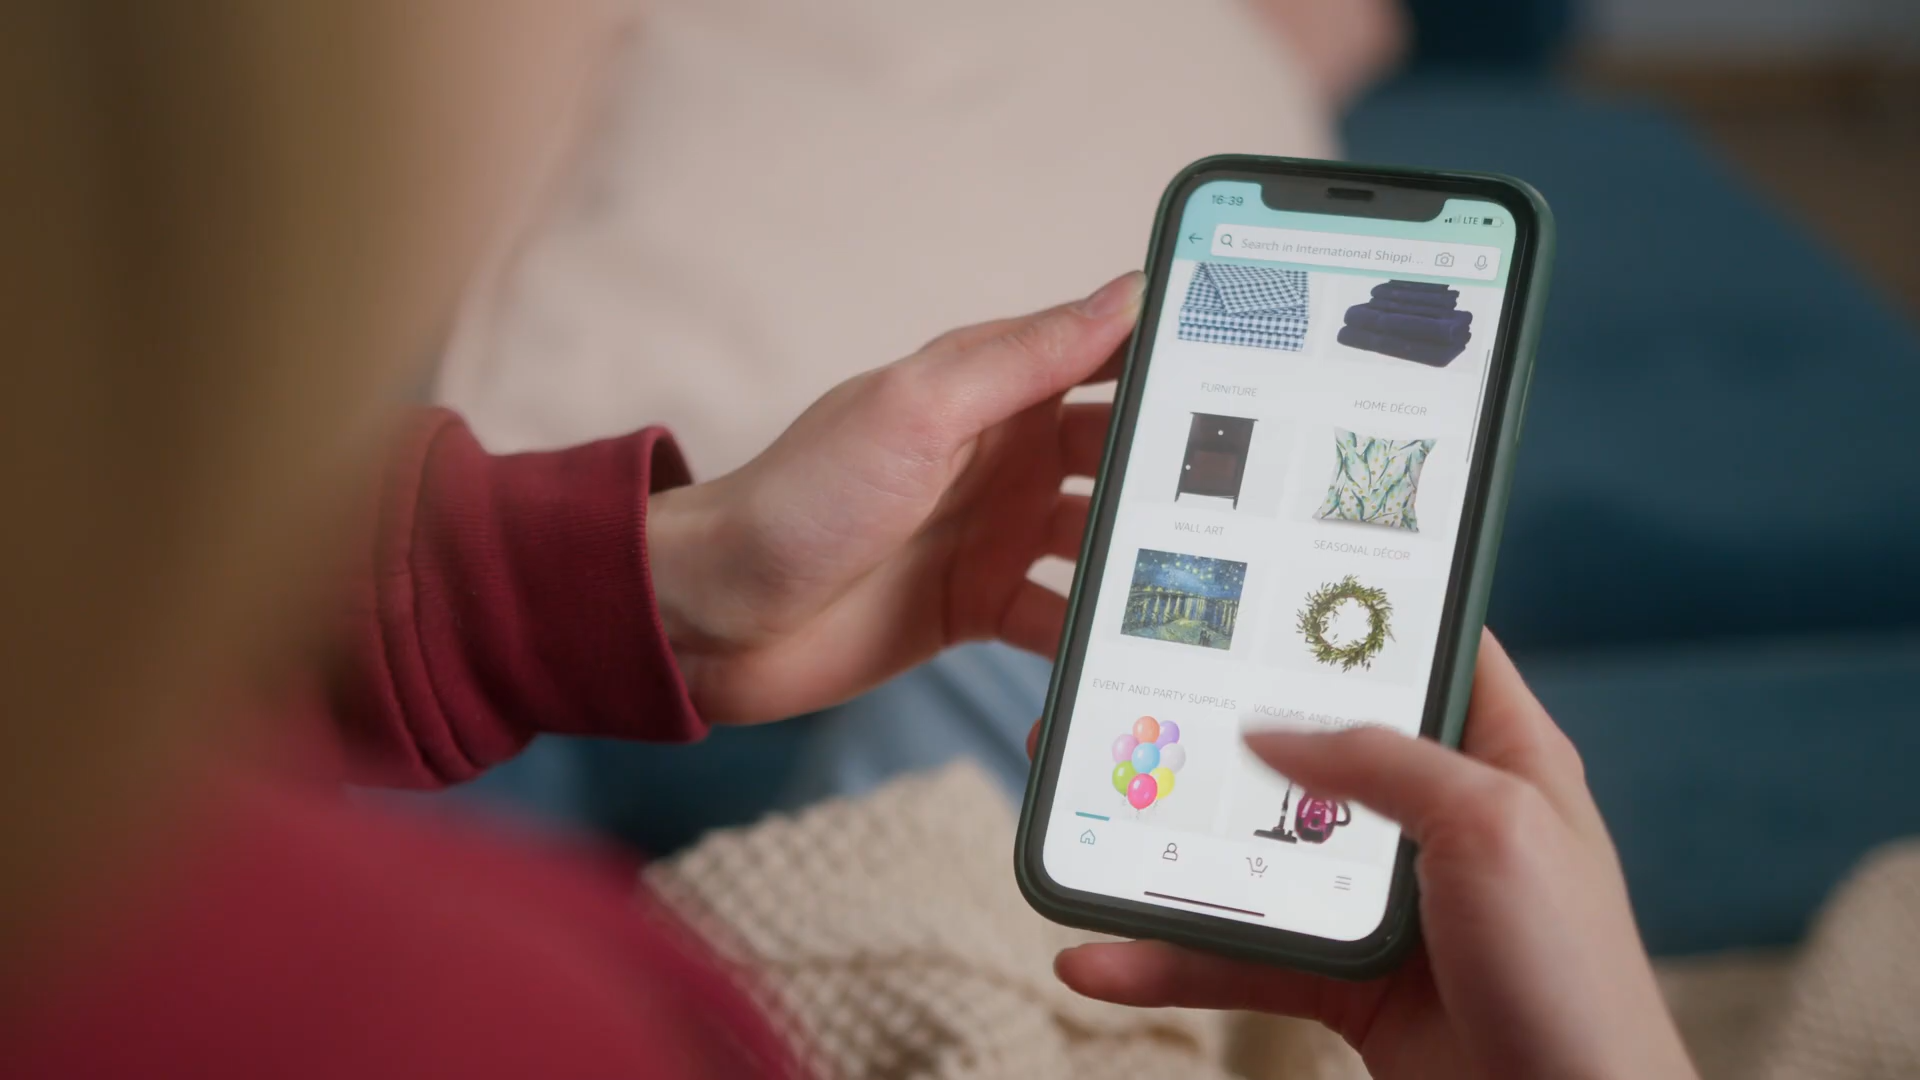 16:39
LTE
Search in International Shippi...
FURNITURE
HOME DÉCOR
WALL ART
SEASONAL DÉCOR
EVENT AND PARTY SUPPLIES
VACUUMS AND
0